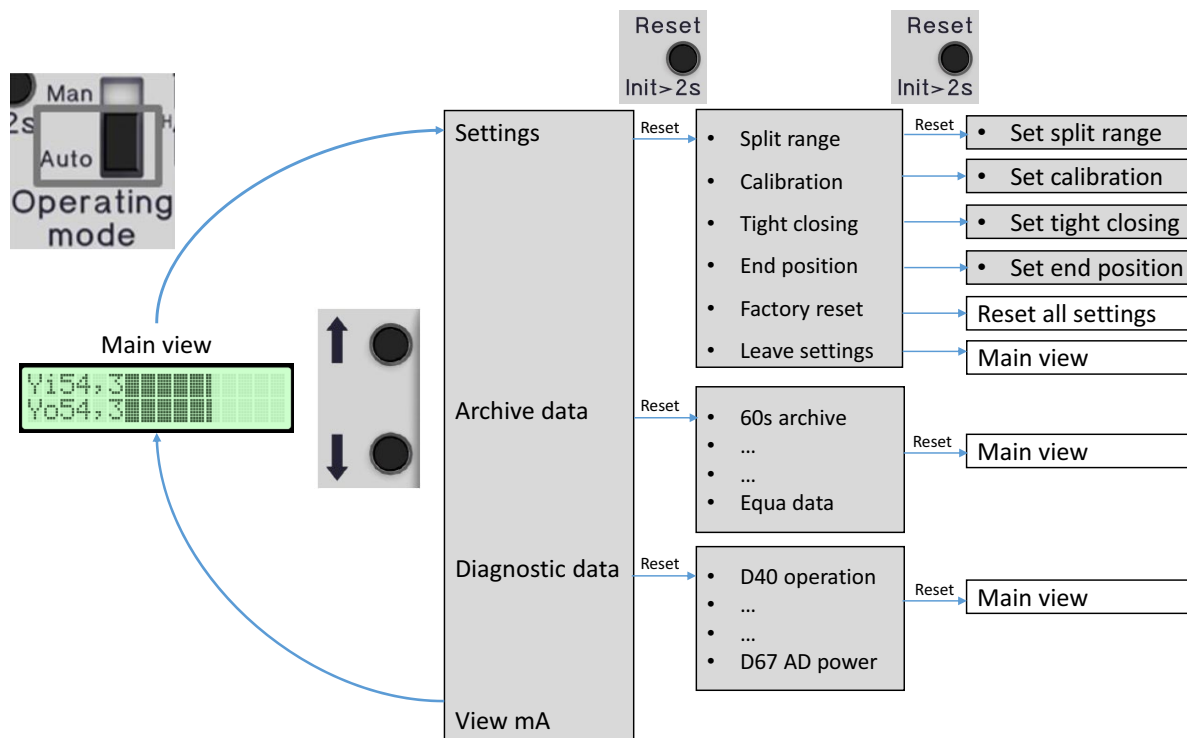 Reset
Init>2s
Reset
Init>2s
Man
2s
H
Auto
Operating
mode
Settings
Reset
• Split range
• Calibration
• Tight closing
• End position
• Factory reset
• Leave settings
Reset
• Set split range
• Set calibration
• Set tight closing
• Set end position
Reset all settings
Main view
Main view
Yi54,3
Yo54,3
Archive data
Reset
• 60s archive
• ...
• ...
• Equa data
Reset
Main view
Diagnostic data
Reset
• D40 operation
• ...
• ...
• D67 AD power
Reset
Main view
View mA